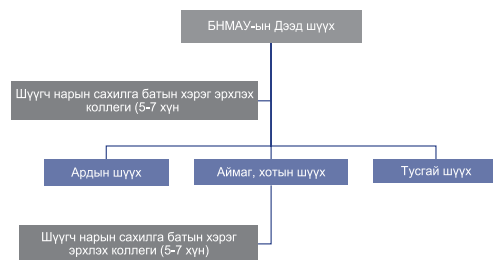 БНМАУ-ын Дээд шүүх
Шүүгч нарын сахилга батын хэрэг эрхлэх
коллеги (5-7 хүн
Ардын шүүх
Аймаг, хотын шүүх
Тусгай шүүх
Шүүгч нарын сахилга батын хэрэг
эрхлэх коллеги (5-7 хүн)